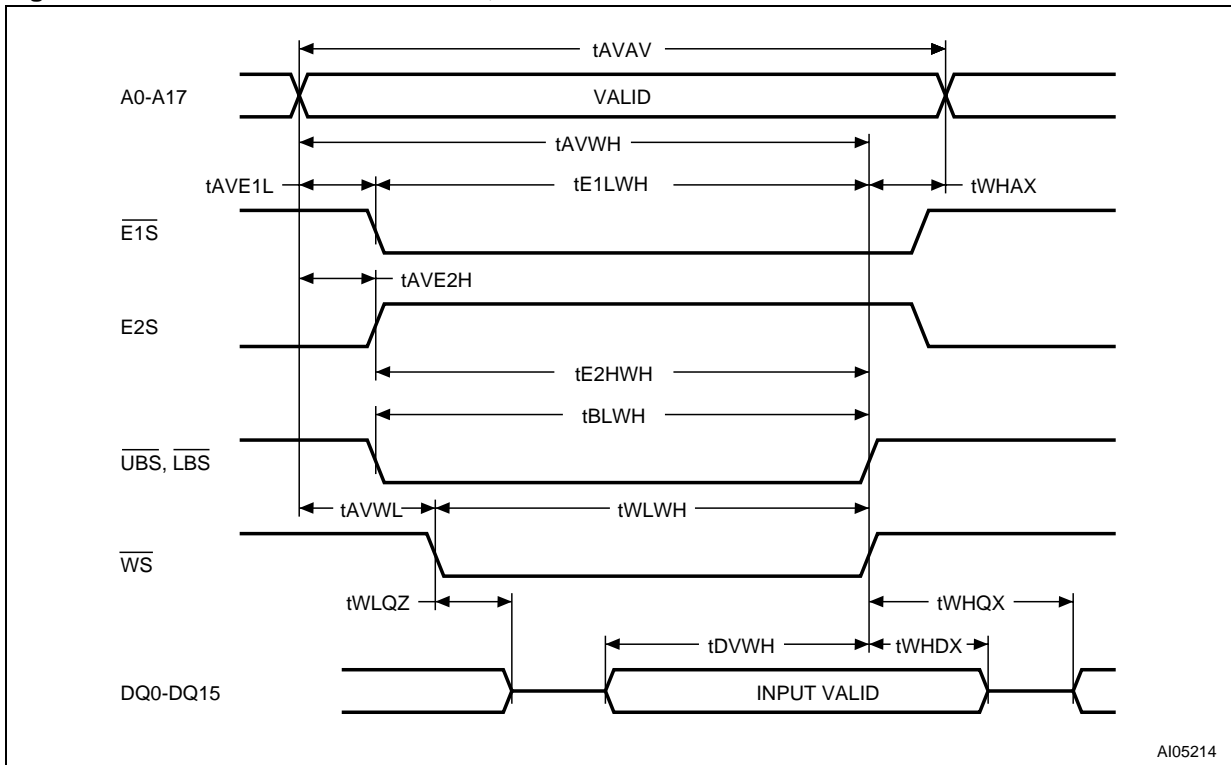 tAVAV
A0-A17
VALID
tAVWH
tAVE1L
tE1LWH
tWHAX
E1S
tAVE2H
E2S
tE2HWH
tBLWH
UBS, LBS
tAVWL
tWLWH
WS
tWLQZ
tWHQX
tDVWH
tWHDX
DQ0-DQ15
INPUT VALID
AI05214